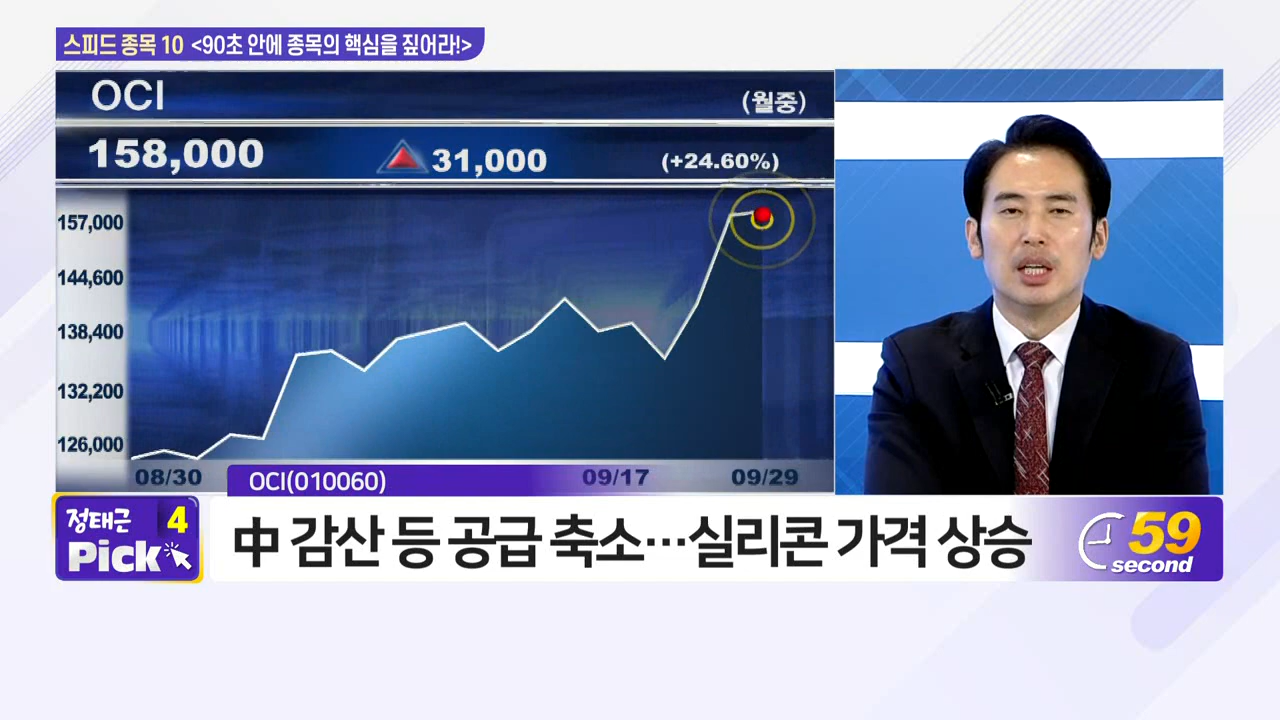 스피드 종목 10 <90초 안에 종목의 핵심을 짚어라!>
OCI
(월중)
158,000 ▲ 31,000 (+24.60%)
157,000
144,600
138,400
132,200
126,000
08/30 09/17 09/29
OCI(010060)
정태근 4
Pick
中 감산 등 공급 축소…실리콘 가격 상승
59
second